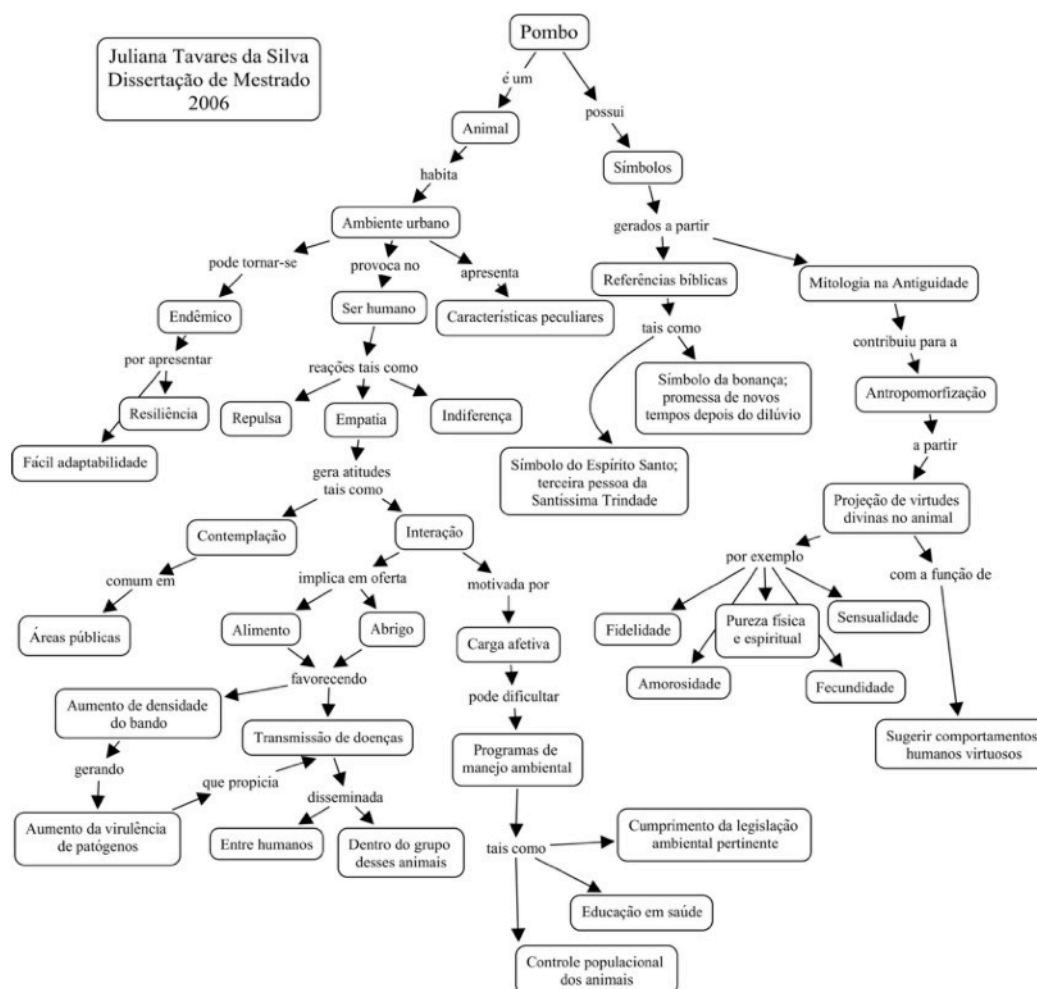 Pombo
Juliana Tavares da Silva
Dissertação de Mestrado
2006
é um
possui
Animal
Símbolos
habita
gerados a partir
Ambiente urbano
pode tornar-se
provoca no
apresenta
Referências bíblicas
Mitologia na Antiguidade
Endêmico
Ser humano
Características peculiares
tais como
contribuiu para a
por apresentar
reações tais como
Símbolo da bonança;
promessa de novos
tempos depois do dilúvio
Antropomorfização
Resiliência
Repulsa
Empatia
Indiferença
a partir
Fácil adaptabilidade
gera atitudes
tais como
Símbolo do Espírito Santo;
terceira pessoa da
Santíssima Trindade
Projeção de virtudes
divinas no animal
Contemplação
Interação
por exemplo
com a função de
comum em
implica em oferta
motivada por
Áreas públicas
Alimento
Abrigo
Carga afetiva
Fidelidade
Pureza física
e espiritual
Sensualidade
Amorosidade
Fecundidade
favorecendo
pode dificultar
Aumento de densidade
do bando
Transmissão de doenças
Programas de
manejo ambiental
Sugerir comportamentos
humanos virtuosos
gerando
que propicia
disseminada
Aumento da virulência
de patógenos
Entre humanos
Dentro do grupo
desses animais
tais como
Cumprimento da legislação
ambiental pertinente
Educação em saúde
Controle populacional
dos animais